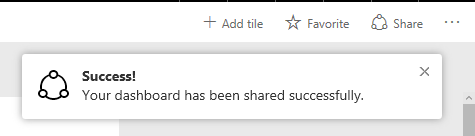 Add tile Favorite Share
Success!
Your dashboard has been shared successfully.